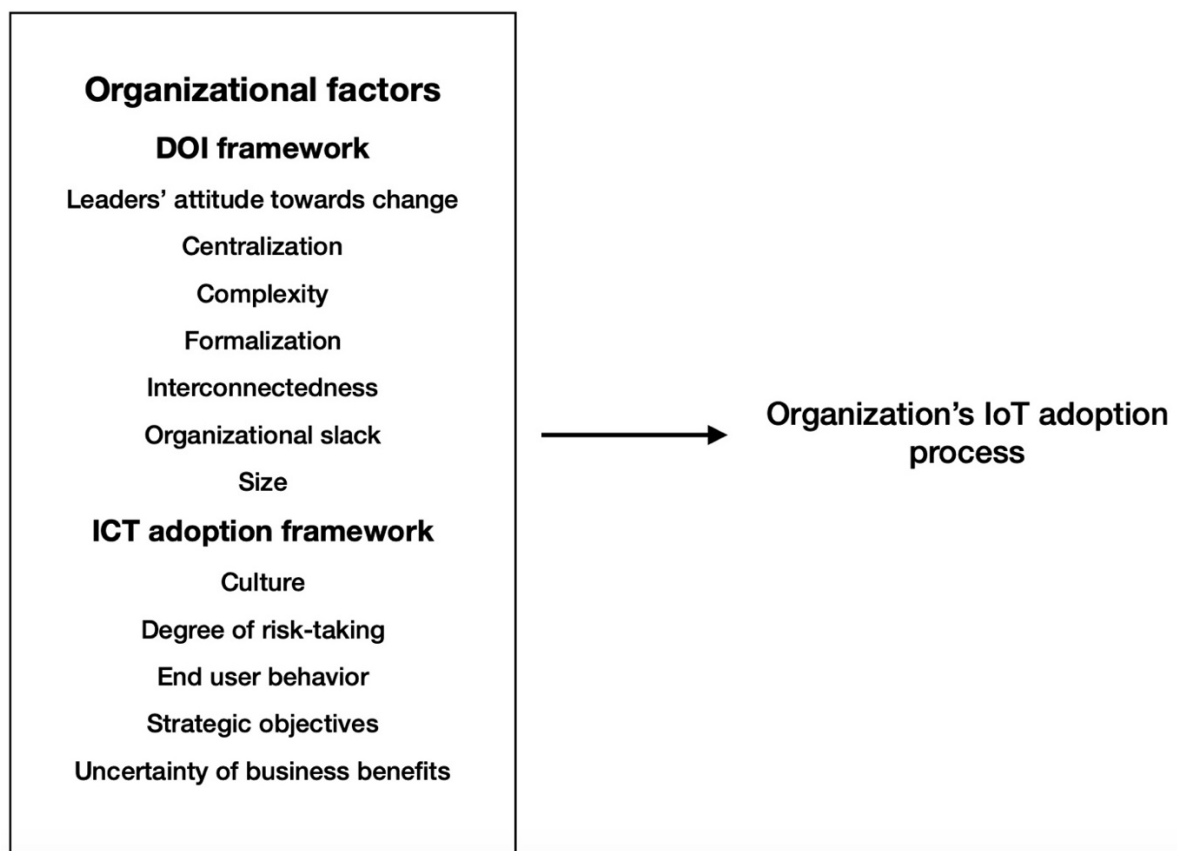 Organizational factors
DOI framework
Leaders’ attitude towards change
Centralization
Complexity
Formalization
Interconnectedness
Organizational slack
Size
ICT adoption framework
Culture
Degree of risk-taking
End user behavior
Strategic objectives
Uncertainty of business benefits
Organization’s IoT adoption
process